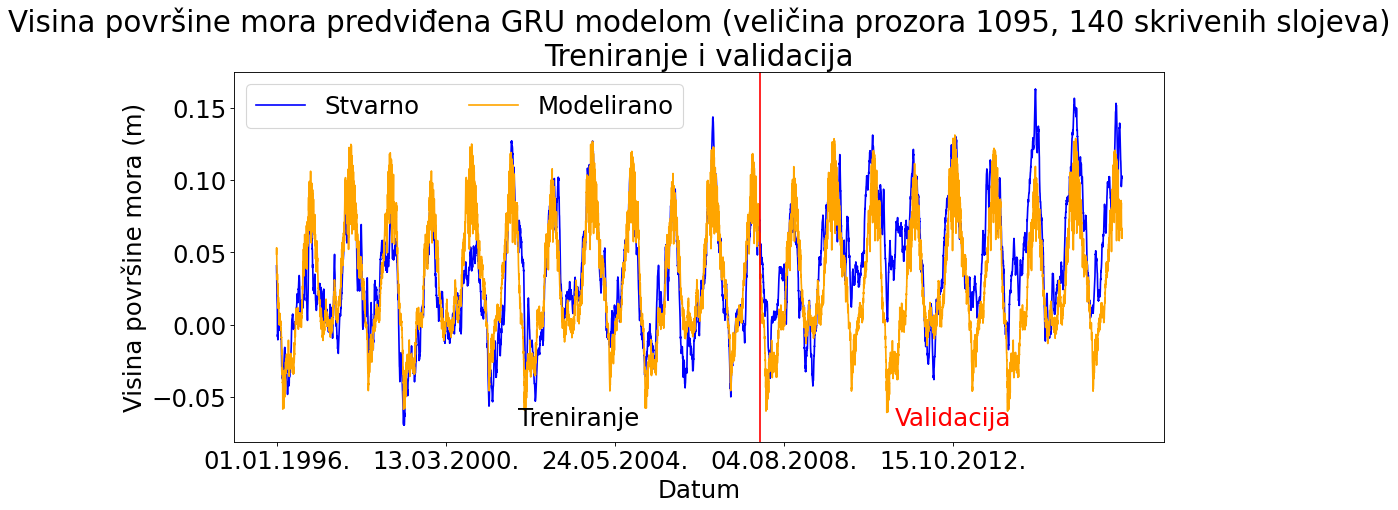 Visina površine mora predviđena GRU modelom (veličina prozora 1095, 140 skrivenih slojeva)
Treniranje i validacija
Stvarno
Modelirano
Visina površine mora (m)
0.15
0.10
0.05
0.00
−0.05
Treniranje
Validacija
01.01.1996.
13.03.2000.
24.05.2004.
04.08.2008.
15.10.2012.
Datum